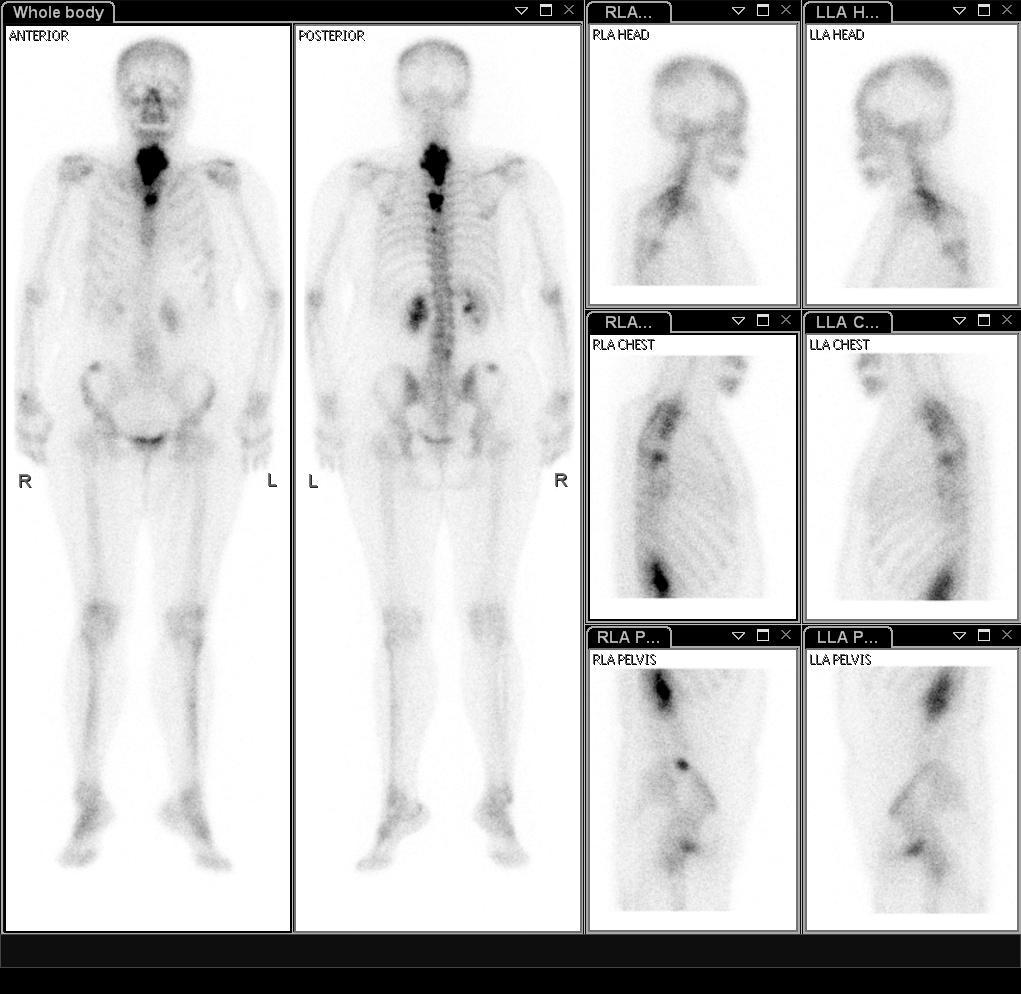 Whole body
RLA...
LLA H...
ANTERIOR
POSTERIOR
RLA HEAD
LLA HEAD
RLA...
LLA C...
RLA CHEST
LLA CHEST
R
L
L
R
RLA P...
LLA P...
RLA PELVIS
LLA PELVIS